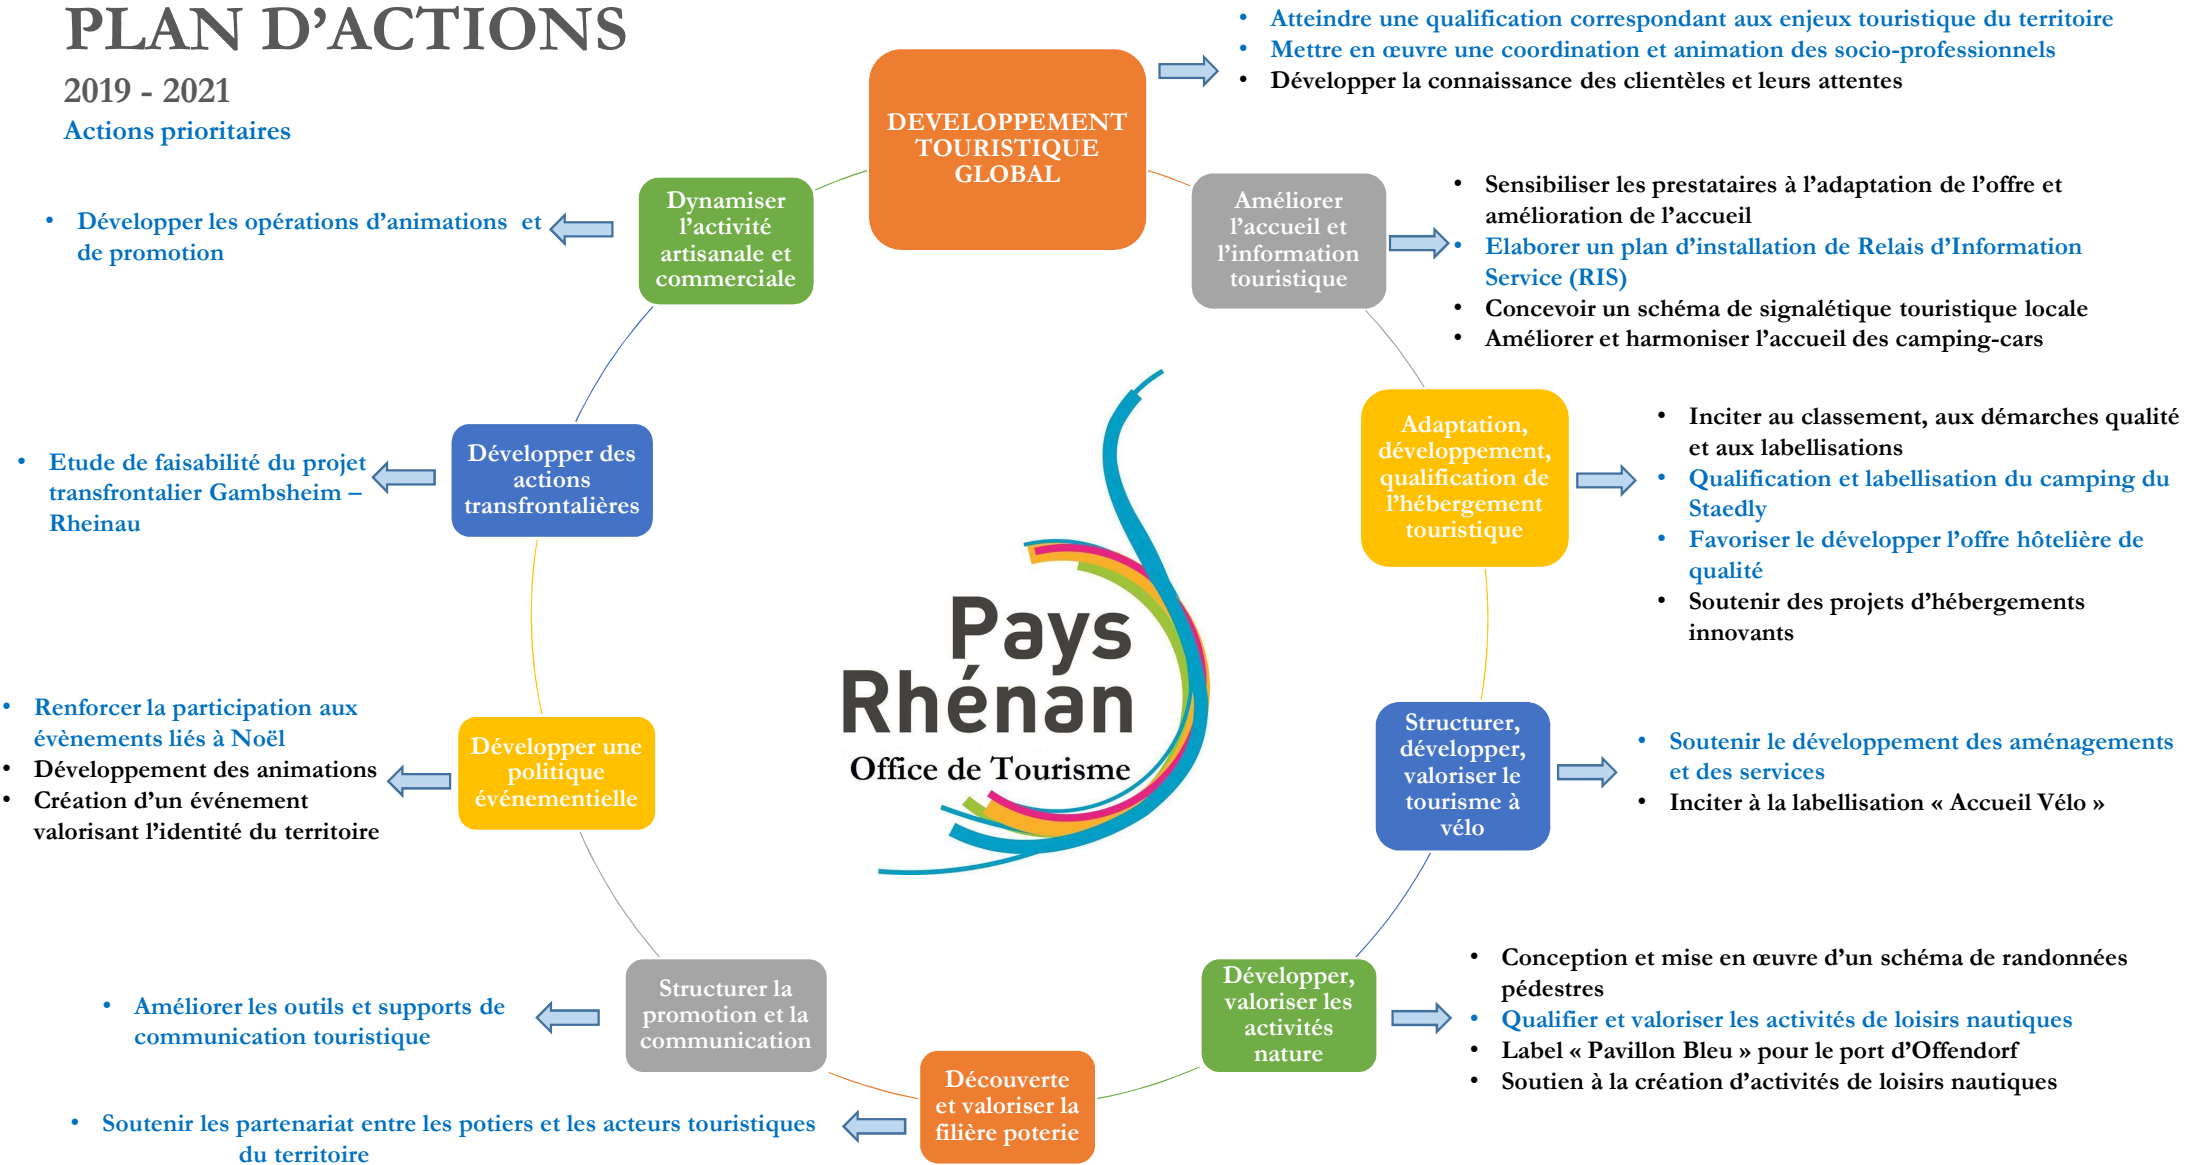 PLAN D'ACTIONS
2019 - 2021
Actions prioritaires
DEVELOPPEMENT
TOURISTIQUE
GLOBAL
• Atteindre une qualification correspondant aux enjeux touristique du territoire
• Mettre en œuvre une coordination et animation des socio-professionnels
• Développer la connaissance des clientèles et leurs attentes
Améliorer
l'accueil et
l'information
touristique
• Sensibiliser les prestataires à l'adaptation de l'offre et
amélioration de l'accueil
• Elaborer un plan d'installation de Relais d'Information
Service (RIS)
• Concevoir un schéma de signalétique touristique locale
• Améliorer et harmoniser l'accueil des camping-cars
Adaptation,
développement,
qualification de
l'hébergement
touristique
• Inciter au classement, aux démarches qualité
et aux labellisations
• Qualification et labellisation du camping du
Staedly
• Favoriser le développer l'offre hôtelière de
qualité
• Soutenir des projets d'hébergements
innovants
Structurer,
développer,
valoriser le
tourisme à
vélo
• Soutenir le développement des aménagements
et des services
• Inciter à la labellisation « Accueil Vélo »
Développer,
valoriser les
activités
nature
• Conception et mise en œuvre d'un schéma de randonnées
pédestres
• Qualifier et valoriser les activités de loisirs nautiques
• Label « Pavillon Bleu » pour le port d'Offendorf
• Soutien à la création d'activités de loisirs nautiques
Découverte
et valoriser la
filière poterie
• Soutenir les partenariat entre les potiers et les acteurs touristiques
du territoire
Structurer la
promotion et la
communication
• Améliorer les outils et supports de
communication touristique
Développer une
politique
événementielle
• Renforcer la participation aux
évènements liés à Noël
• Développement des animations
• Création d'un événement
valorisant l'identité du territoire
Développer des
actions
transfrontalières
• Etude de faisabilité du projet
transfrontalier Gambsheim –
Rheinau
Dynamiser
l'activité
artisanale et
commerciale
• Développer les opérations d'animations et
de promotion
Pays
Rhénan
Office de Tourisme